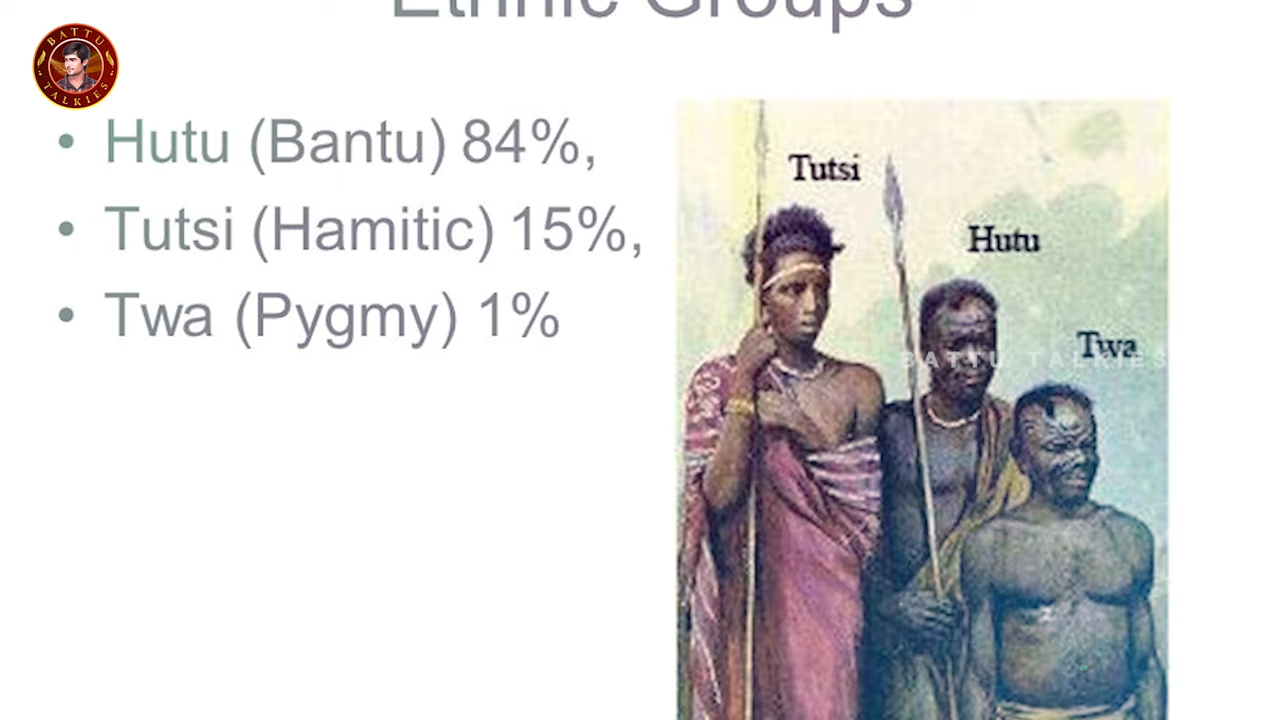 Ethnic Groups
BATTU
TALKIES
• Hutu (Bantu) 84%,
• Tutsi (Hamitic) 15%,
• Twa (Pygmy) 1%
Tutsi
Hutu
Twa
BATTU TALKIES